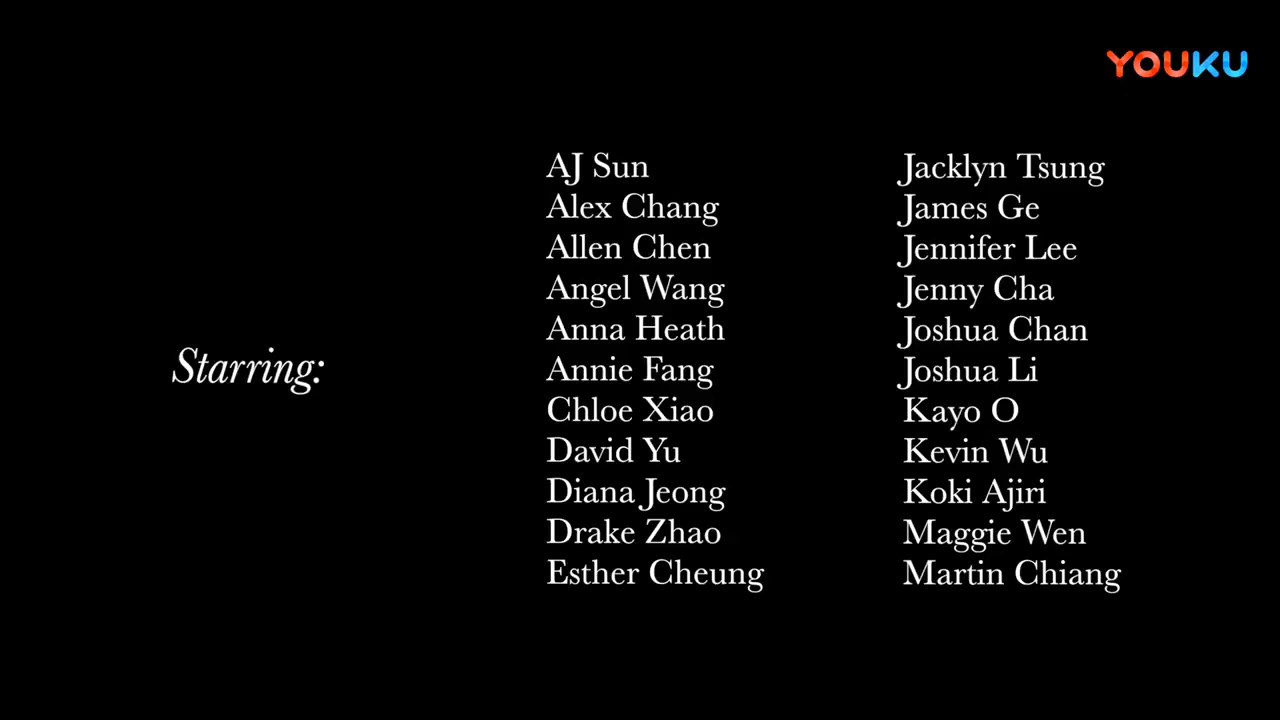 YOUKU
Starring:
AJ Sun
Alex Chang
Allen Chen
Angel Wang
Anna Heath
Annie Fang
Chloe Xiao
David Yu
Diana Jeong
Drake Zhao
Esther Cheung
Jacklyn Tsung
James Ge
Jennifer Lee
Jenny Cha
Joshua Chan
Joshua Li
Kayo O
Kevin Wu
Koki Ajiri
Maggie Wen
Martin Chiang